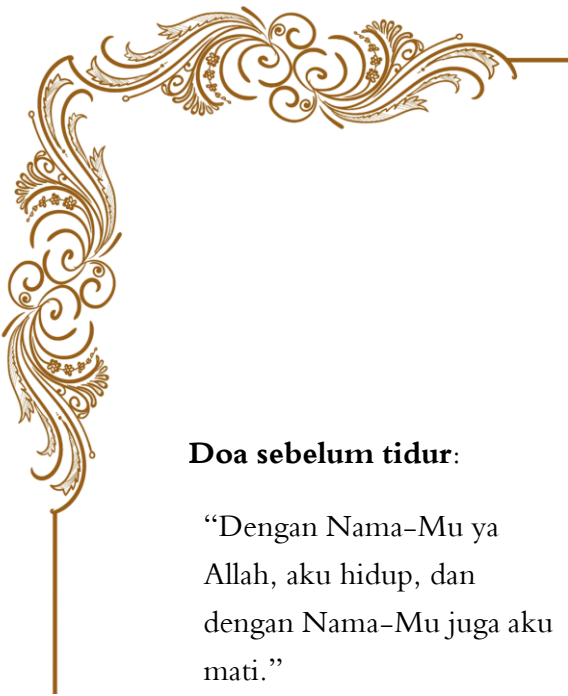 Doa sebelum tidur:
“Dengan Nama-Mu ya
Allah, aku hidup, dan
dengan Nama-Mu juga aku
mati.”